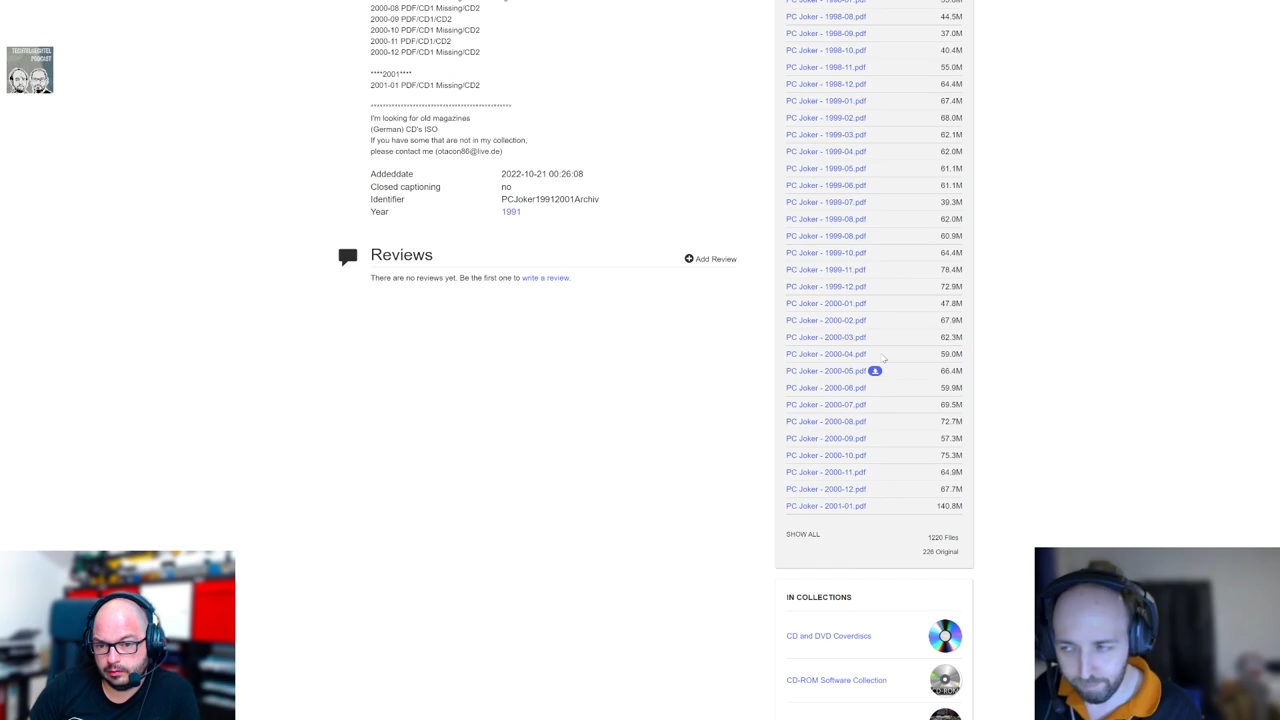 2000-08 PDF/CD1 Missing/CD2
2000-09 PDF/CD1/CD2
2000-10 PDF/CD1 Missing/CD2
2000-11 PDF/CD1/CD2
2000-12 PDF/CD1 Missing/CD2
****2001****
2001-01 PDF/CD1 Missing/CD2
I'm looking for old magazines
(German) CD's ISO
If you have some that are not in my collection,
please contact me (otacon86@live.de)
Addeddate 2022-10-21 00:26:08
Closed captioning no
Identifier PCJoker19912001Archiv
Year 1991
Reviews
Add Review
There are no reviews yet. Be the first one to write a review.
PC Joker - 1998-08.pdf 44.5M
PC Joker - 1998-09.pdf 37.0M
PC Joker - 1998-10.pdf 40.4M
PC Joker - 1998-11.pdf 55.0M
PC Joker - 1998-12.pdf 64.4M
PC Joker - 1999-01.pdf 67.4M
PC Joker - 1999-02.pdf 68.0M
PC Joker - 1999-03.pdf 62.1M
PC Joker - 1999-04.pdf 62.0M
PC Joker - 1999-05.pdf 61.1M
PC Joker - 1999-06.pdf 61.1M
PC Joker - 1999-07.pdf 39.3M
PC Joker - 1999-08.pdf 62.0M
PC Joker - 1999-08.pdf 60.9M
PC Joker - 1999-10.pdf 64.4M
PC Joker - 1999-11.pdf 78.4M
PC Joker - 1999-12.pdf 72.9M
PC Joker - 2000-01.pdf 47.8M
PC Joker - 2000-02.pdf 67.9M
PC Joker - 2000-03.pdf 62.3M
PC Joker - 2000-04.pdf 59.0M
PC Joker - 2000-05.pdf 66.4M
PC Joker - 2000-06.pdf 59.9M
PC Joker - 2000-07.pdf 69.5M
PC Joker - 2000-08.pdf 72.7M
PC Joker - 2000-09.pdf 57.3M
PC Joker - 2000-10.pdf 75.3M
PC Joker - 2000-11.pdf 64.9M
PC Joker - 2000-12.pdf 67.7M
PC Joker - 2001-01.pdf 140.8M
SHOW ALL
1220 Files
226 Original
IN COLLECTIONS
CD and DVD Coverdiscs
CD-ROM Software Collection
CD-ROM
PODCAST